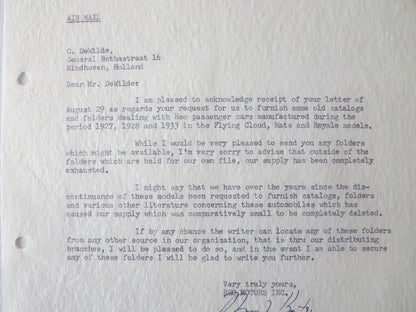 AIR MAIL
C. DeWilde,
General Bothastraat 16
Eindhoven, Holland
Dear Mr. DeWilde:
I am pleased to acknowledge receipt of your letter of
August 29 as regards your request for us to furnish some old catalogs
and folders dealing with Reo passenger cars manufactured during the
period 1927, 1928 and 1933 in the Flying Cloud, Mate and Royale models.
While I would be very pleased to send you any folders
which might be available, I'm very sorry to advise that outside of the
folders which are held for our own file, our supply has been completely
exhausted.
I might say that we have over the years since the dis-
continuance of these models been requested to furnish catalogs, folders
and various other literature concerning these automobiles which has
caused our supply which was comparatively small to be completely deleted.
If by any chance the writer can locate any of these folders
from any other source in our organization, that is thru our distributing
branches, I will be pleased to do so, and in the event I am able to secure
any of these folders I will be glad to write you further.
Very truly yours,
REO MOTORS INC.